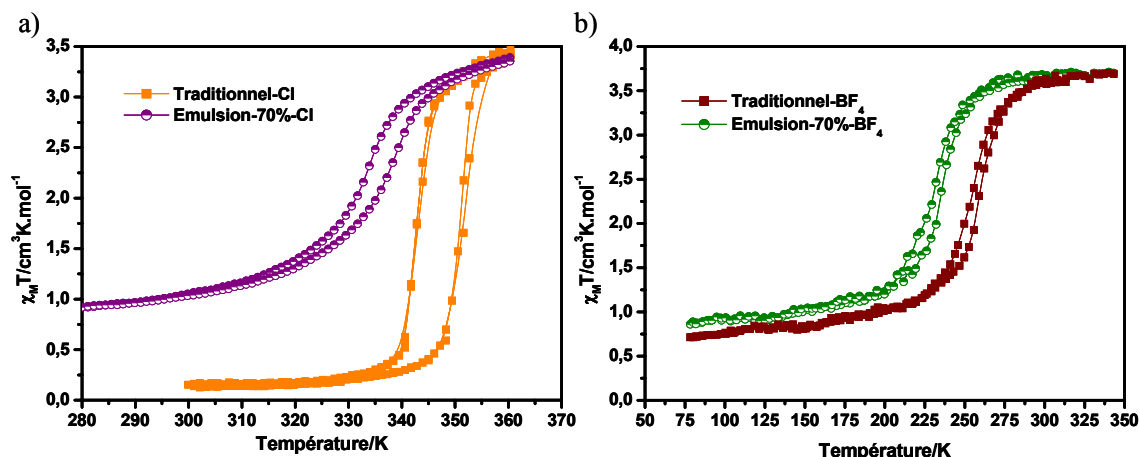 a)
3,5
3,0
2,5
2,0
1,5
1,0
0,5
0,0
χMT/cm³K.mol⁻¹
Traditionnel-Cl
Emulsion-70%-Cl
280 290 300 310 320 330 340 350 360 370
Température/K
b)
4,0
3,5
3,0
2,5
2,0
1,5
1,0
0,5
0,0
χMT/cm³K.mol⁻¹
Traditionnel-BF₄
Emulsion-70%-BF₄
50 75 100 125 150 175 200 225 250 275 300 325 350
Température/K